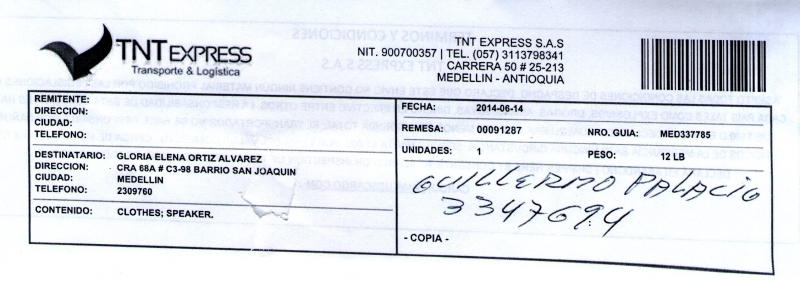 TNT EXPRESS
Transporte & Logística
TNT EXPRESS S.A.S
NIT. 900700357 | TEL. (057) 3113798341
CARRERA 50 # 25-213
MEDELLIN - ANTIOQUIA
REMITENTE:
DIRECCION:
CIUDAD:
TELEFONO:
DESTINATARIO: GLORIA ELENA ORTIZ ALVAREZ
DIRECCION: CRA 68A # C3-98 BARRIO SAN JOAQUIN
CIUDAD: MEDELLIN
TELEFONO: 2309760
CONTENIDO: CLOTHES; SPEAKER.
FECHA: 2014-06-14
REMESA: 00091287 NRO. GUIA: MED337785
UNIDADES: 1 PESO: 12 LB
GUILLERMO PALACIO
3347694
- COPIA -